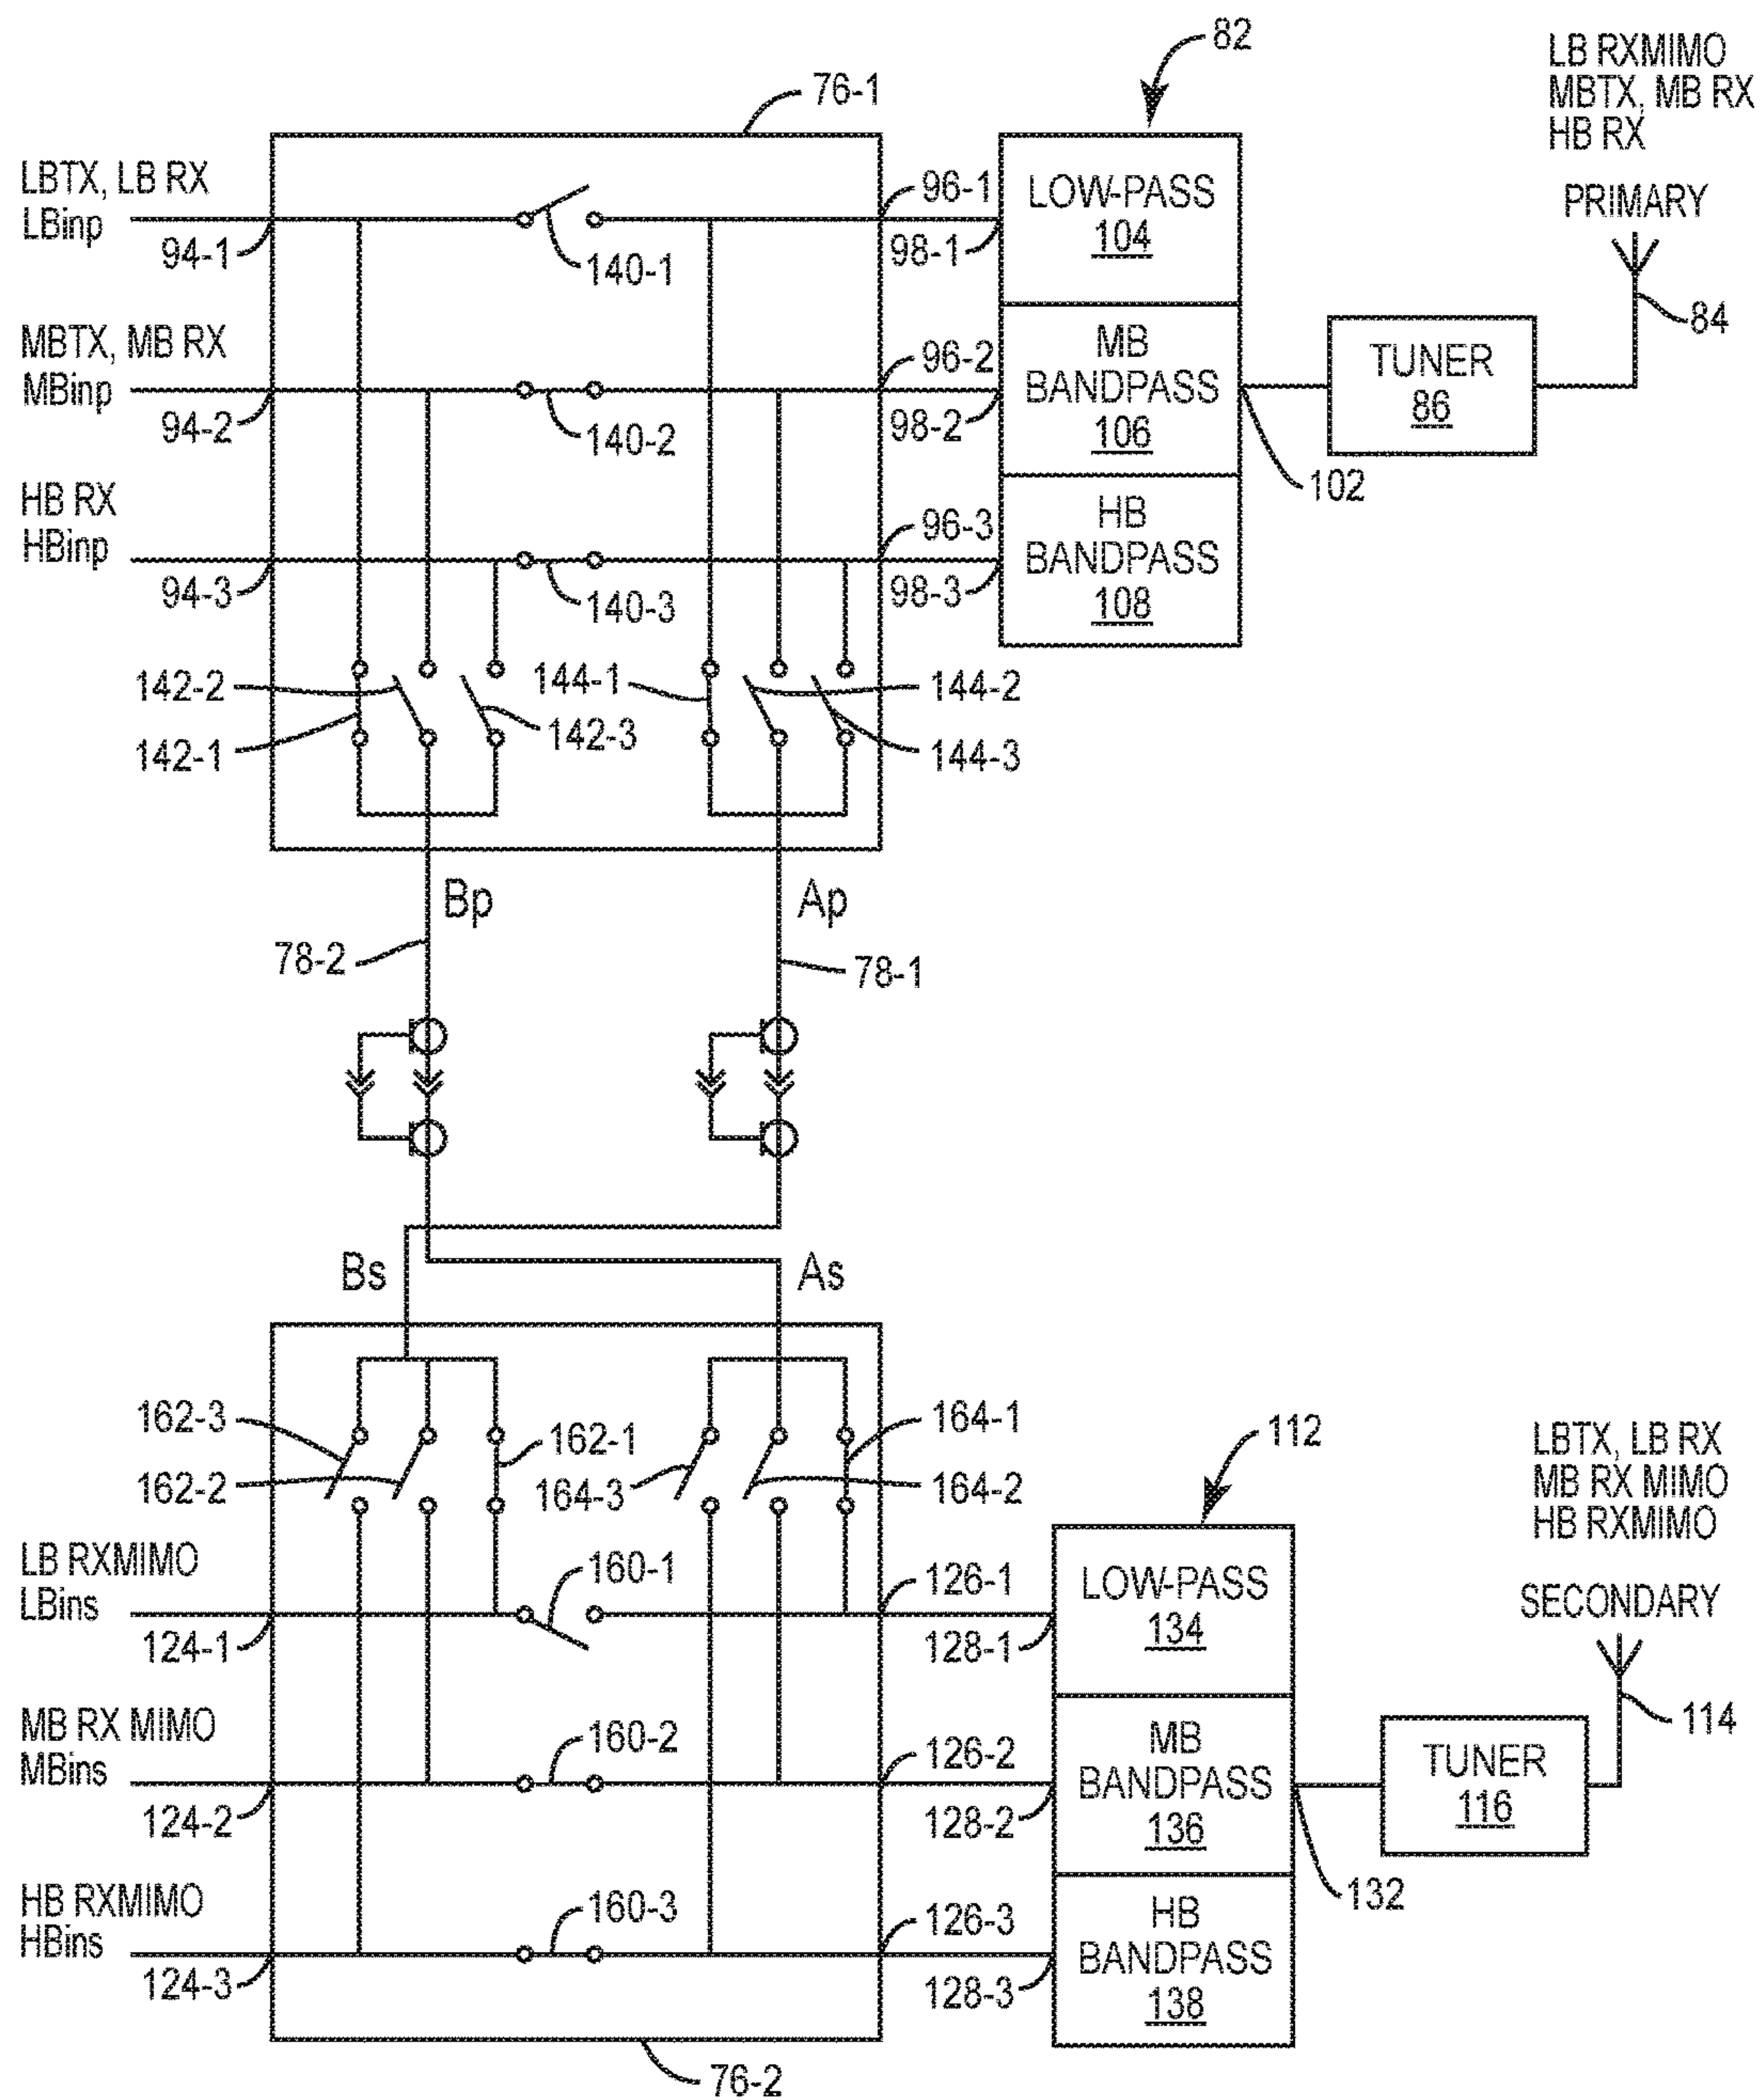 82
LB RXMIMO
MBTX, MB RX
HB RX
PRIMARY
76-1
LBTX, LB RX
LBinp
94-1
96-1
98-1
140-1
LOW-PASS
104
84
MBTX, MB RX
MBinp
94-2
96-2
98-2
140-2
MB
BANDPASS
106
TUNER
86
102
HB RX
HBinp
94-3
96-3
98-3
140-3
HB
BANDPASS
108
142-2
142-1
142-3
144-1
144-2
144-3
Bp
Ap
78-2
78-1
Bs
As
162-3
162-2
162-1
164-3
164-1
164-2
112
LBTX, LB RX
MB RX MIMO
HB RXMIMO
SECONDARY
LB RXMIMO
LBins
124-1
160-1
126-1
128-1
LOW-PASS
134
114
MB RX MIMO
MBins
124-2
160-2
126-2
128-2
MB
BANDPASS
136
TUNER
116
132
HB RXMIMO
HBins
124-3
160-3
126-3
128-3
HB
BANDPASS
138
76-2